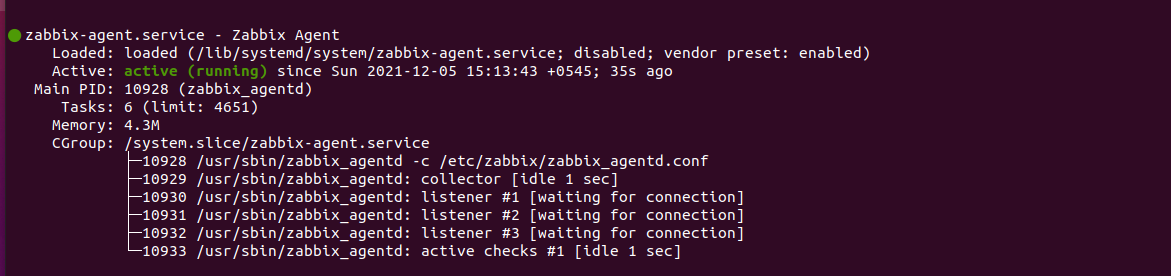 ●zabbix-agent.service - Zabbix Agent
Loaded: loaded (/lib/systemd/system/zabbix-agent.service; disabled; vendor preset: enabled)
Active: active (running) since Sun 2021-12-05 15:13:43 +0545; 35s ago
Main PID: 10928 (zabbix_agentd)
Tasks: 6 (limit: 4651)
Memory: 4.3M
CGroup: /system.slice/zabbix-agent.service
├─10928 /usr/sbin/zabbix_agentd -c /etc/zabbix/zabbix_agentd.conf
├─10929 /usr/sbin/zabbix_agentd: collector [idle 1 sec]
├─10930 /usr/sbin/zabbix_agentd: listener #1 [waiting for connection]
├─10931 /usr/sbin/zabbix_agentd: listener #2 [waiting for connection]
├─10932 /usr/sbin/zabbix_agentd: listener #3 [waiting for connection]
└─10933 /usr/sbin/zabbix_agentd: active checks #1 [idle 1 sec]